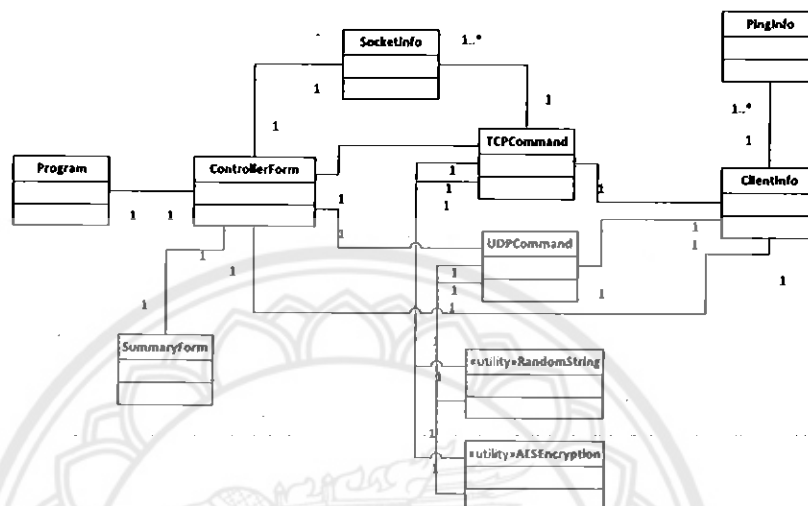 PingInfo
SocketInfo
1..*
1
1
1
1..*
1
TCPCommand
Program
ControllerForm
ClientInfo
1
1
1
1
1
1
1
1
UDPCommand
1
1
1
1
1
1
1
1
1
1
SummaryForm
1
1
«utility»RandomString
1
1
«utility»AESEncryption